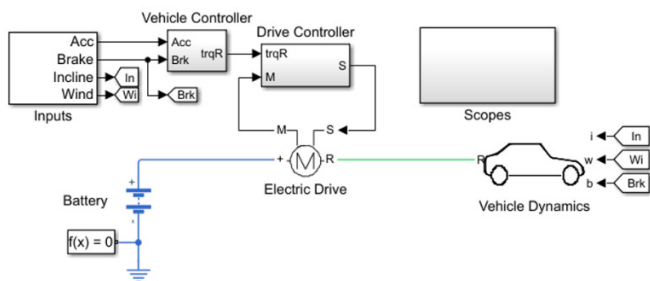 Vehicle Controller
Drive Controller
Acc
Brake
Incline
Wind
Inputs
In
Wi
Brk
Acc
Brk
trqR
trqR
M
S
Scopes
M
S
+
M
R
Electric Drive
R
i
w
b
In
Wi
Brk
Vehicle Dynamics
Battery
+
-
f(x) = 0